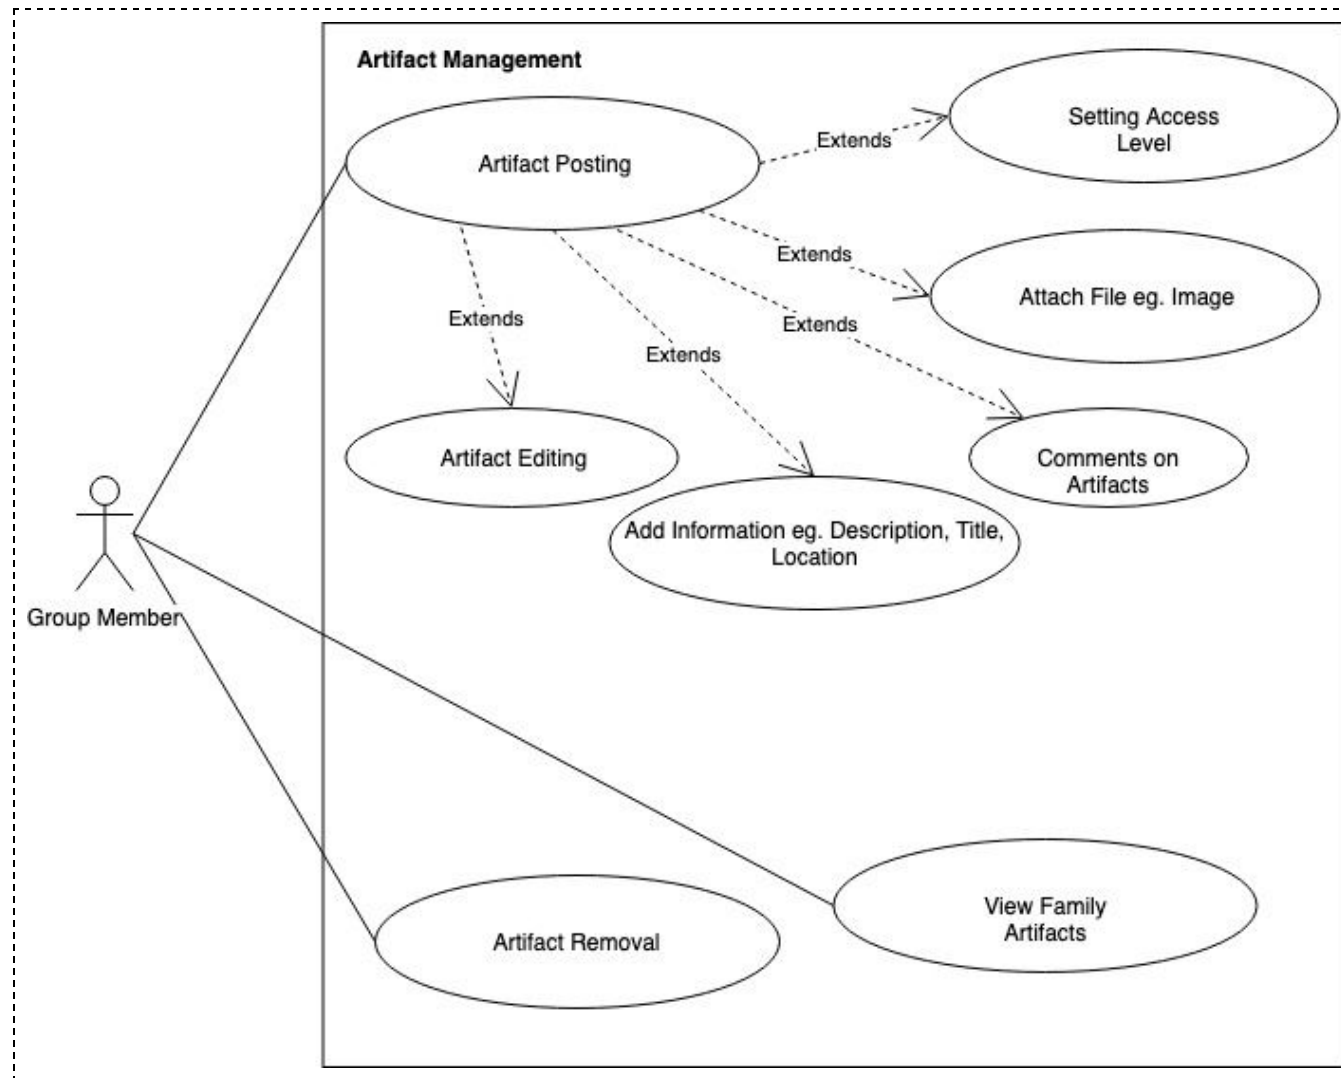 Artifact Management
Setting Access
Level
Extends
Artifact Posting
Extends
Attach File eg. Image
Extends
Extends
Extends
Artifact Editing
Comments on
Artifacts
Add Information eg. Description, Title,
Location
Group Member
View Family
Artifacts
Artifact Removal